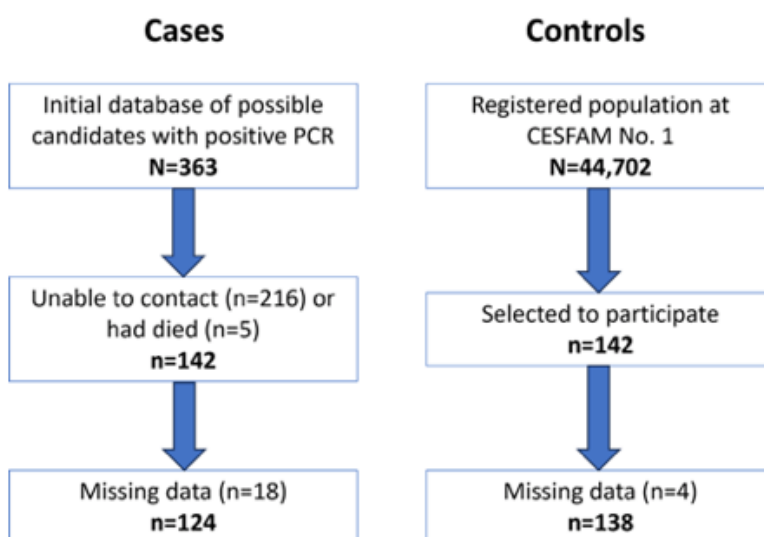 Cases
Initial database of possible
candidates with positive PCR
N=363
Unable to contact (n=216) or
had died (n=5)
n=142
Missing data (n=18)
n=124
Controls
Registered population at
CESFAM No. 1
N=44,702
Selected to participate
n=142
Missing data (n=4)
n=138